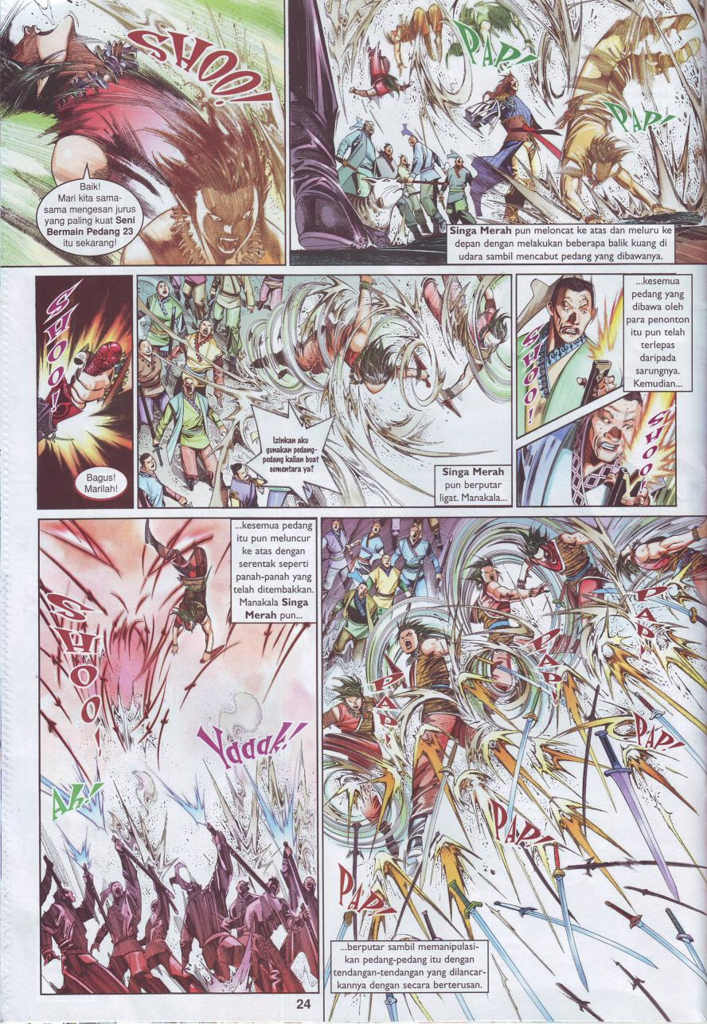 SHOO!
Baik!
Mari kita sama-
sama mengesan jurus
yang paling kuat Seni
Bermain Pedang 23
itu sekarang!
PAP!
PAP!
Singa Merah pun meloncat ke atas dan meluru ke
depan dengan melakukan beberapa balik kuang di
udara sambil mencabut pedang yang dibawanya.
SHOO!
Bagus!
Marilah!
Izinkan aku
gunakan pedang-
pedang kalian buat
sementara ya?
Singa Merah
pun berputar
ligat. Manakala...
SHOO!
...kesemua
pedang yang
dibawa oleh
para penonton
itu pun telah
terlepas
daripada
sarungnya.
Kemudian...
SHOO!
...kesemua pedang
itu pun meluncur
ke atas dengan
serentak seperti
panah-panah yang
telah ditembakkan.
Manakala Singa
Merah pun...
SHOOO!
Yaaak!
Ah!
PAP!
PAP!
PAP!
PAP!
PAP!
PAP!
...berputar sambil memanipulasi-
kan pedang-pedang itu dengan
tendangan-tendangan yang dilancar-
kannya dengan secara berterusan.
24